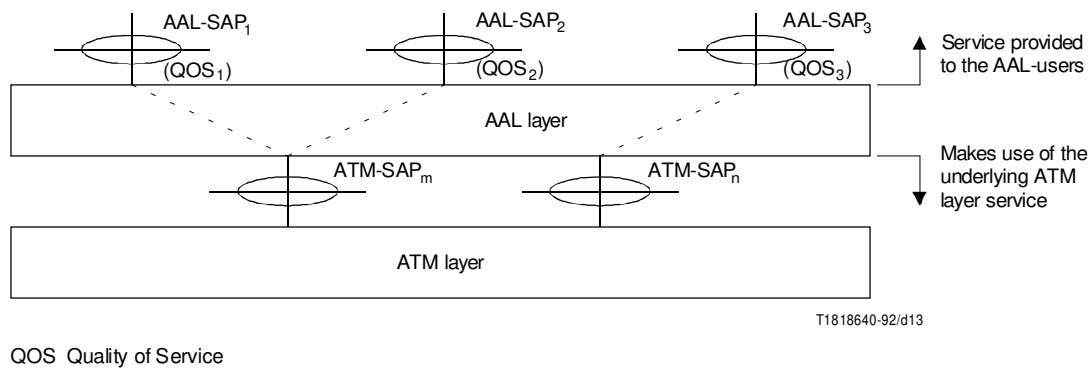 AAL-SAP1
AAL-SAP2
AAL-SAP3
(QOS1)
(QOS2)
(QOS3)
Service provided
to the AAL-users
AAL layer
ATM-SAPm
ATM-SAPn
Makes use of the
underlying ATM
layer service
ATM layer
T1818640-92/d13
QOS Quality of Service